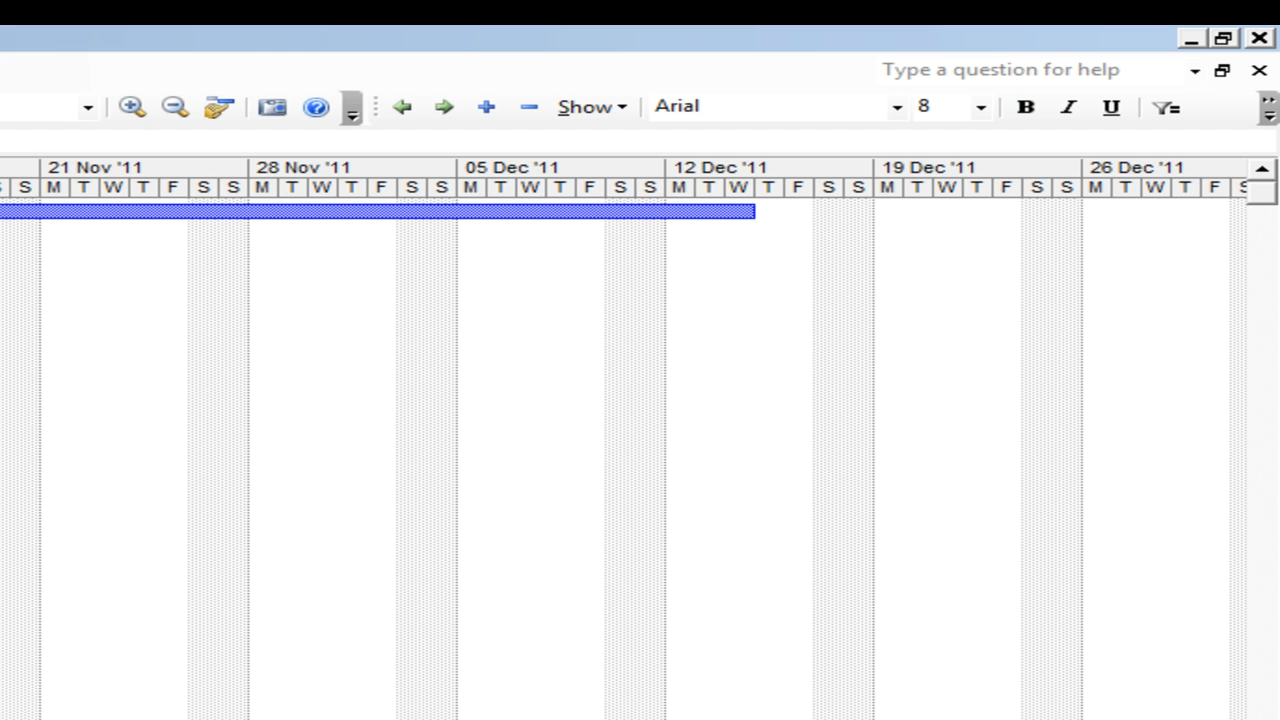 Type a question for help
Show Arial 8 B I U
21 Nov '11 28 Nov '11 05 Dec '11 12 Dec '11 19 Dec '11 26 Dec '11
S M T W T F S S M T W T F S S M T W T F S S M T W T F S S M T W T F S S M T W T F S